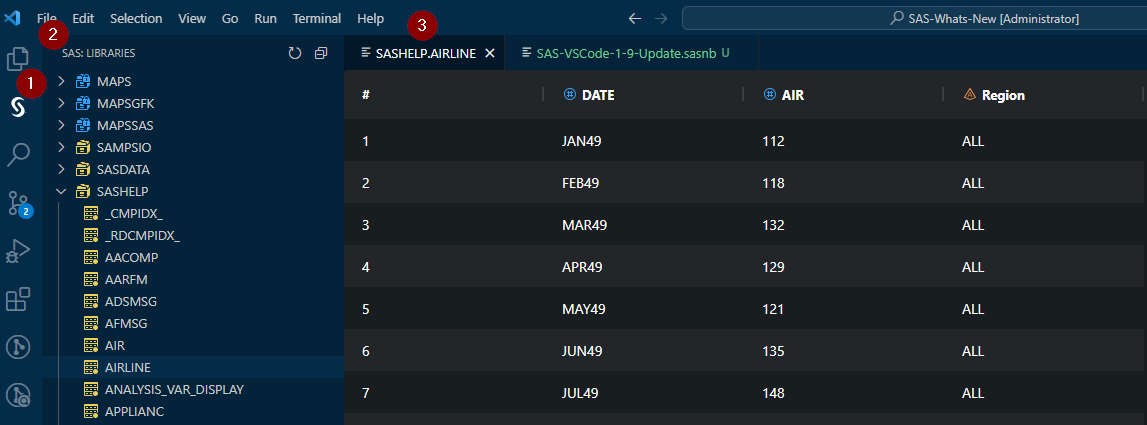 File Edit Selection View Go Run Terminal Help SAS-Whats-New [Administrator]
1
2
3
SAS: LIBRARIES
MAPS
MAPSGFK
MAPSSAS
SAMPSIO
SASDATA
SASHELP
_CMPIDX_
_RDCMPIDX_
AACOMP
AARFM
ADSMSG
AFMSG
AIR
AIRLINE
ANALYSIS_VAR_DISPLAY
APPLIANC
2
SASHELP.AIRLINE SAS-VSCode-1-9-Update.sasnb U
# DATE AIR Region
1 JAN49 112 ALL
2 FEB49 118 ALL
3 MAR49 132 ALL
4 APR49 129 ALL
5 MAY49 121 ALL
6 JUN49 135 ALL
7 JUL49 148 ALL